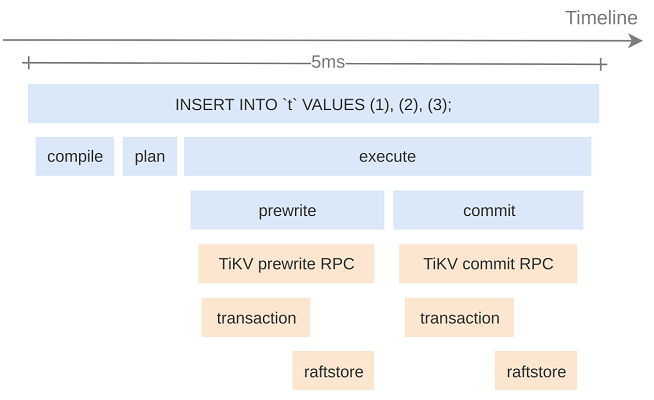 Timeline
5ms
INSERT INTO `t` VALUES (1), (2), (3);
compile plan execute
prewrite commit
TiKV prewrite RPC TiKV commit RPC
transaction transaction
raftstore raftstore